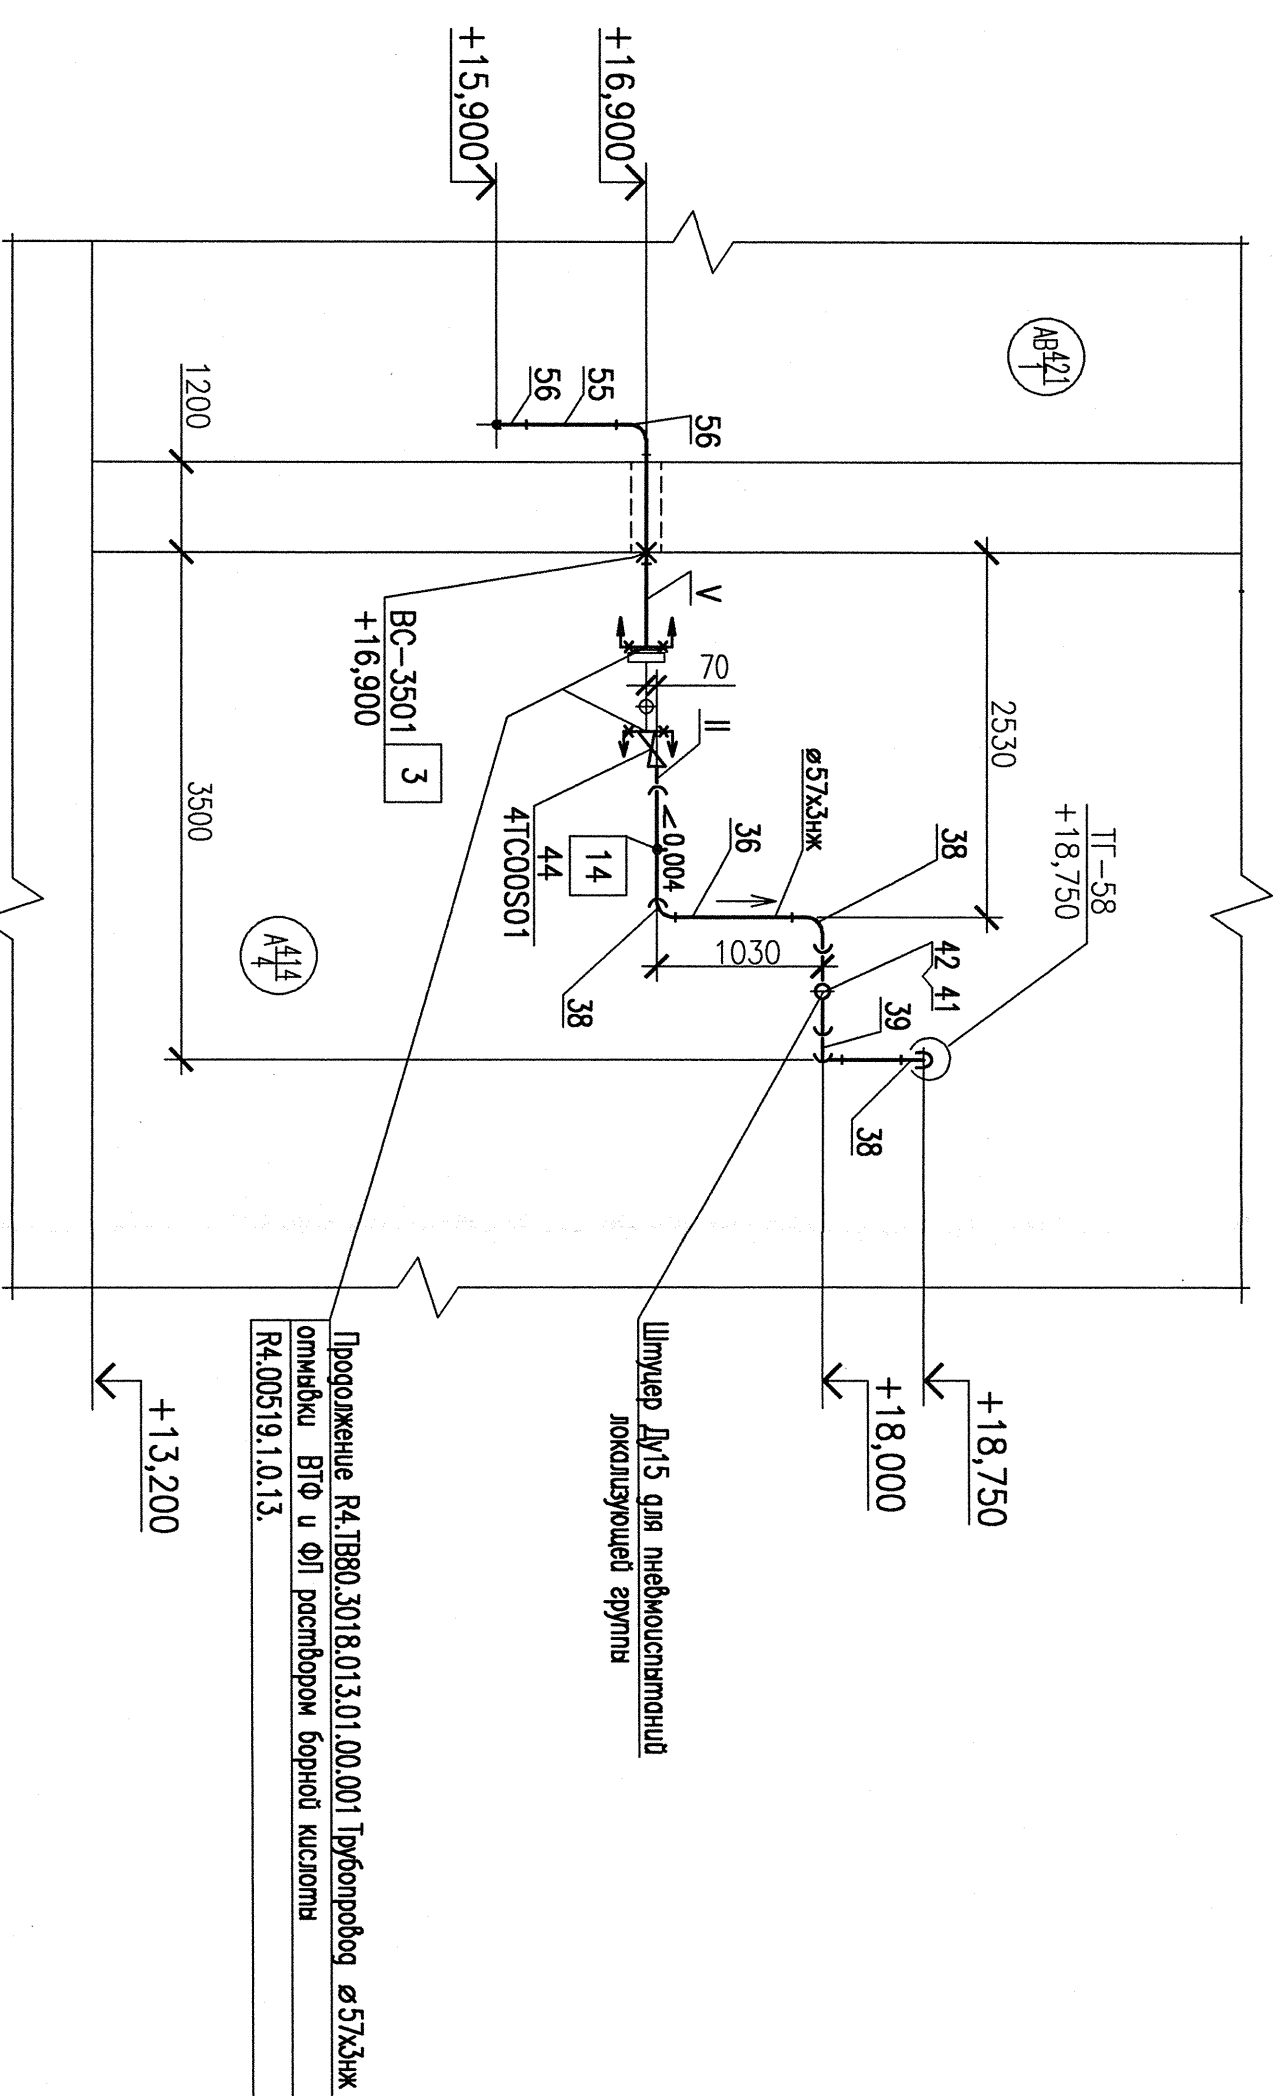 +15,900
+16,900
АВ 421
1
56
55
56
1200
3500
2530
70
1030
V
II
ВС-3501
+16,900
3
4TC00S01
44
14
<0,004
36
ø57х3нж
38
38
38
39
42
41
ТГ-58
+18,750
А 414
4
+18,750
+18,000
+13,200
Штуцер Ду15 для пневмоиспытаний
локализующей группы
Продолжение R4.TB80.3018.013.01.00.001 Трубопровод ø57х3нж
отмывки ВТФ и ФП раствором борной кислоты
R4.00519.1.0.13.